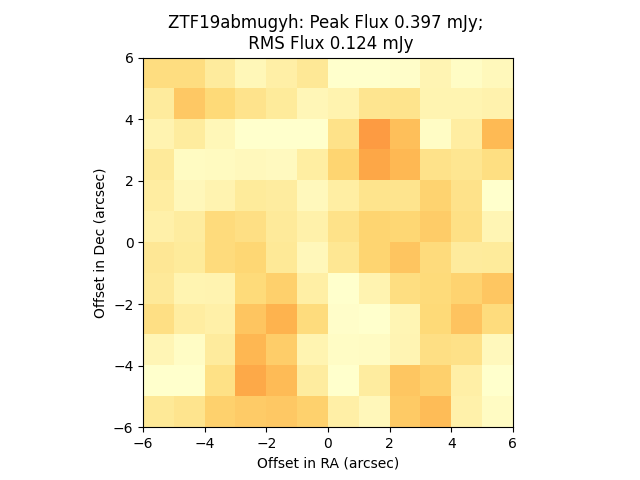 ZTF19abmugyh: Peak Flux 0.397 mJy;
RMS Flux 0.124 mJy
6
4
2
0
−2
−4
−6
Offset in Dec (arcsec)
−6 −4 −2 0 2 4 6
Offset in RA (arcsec)